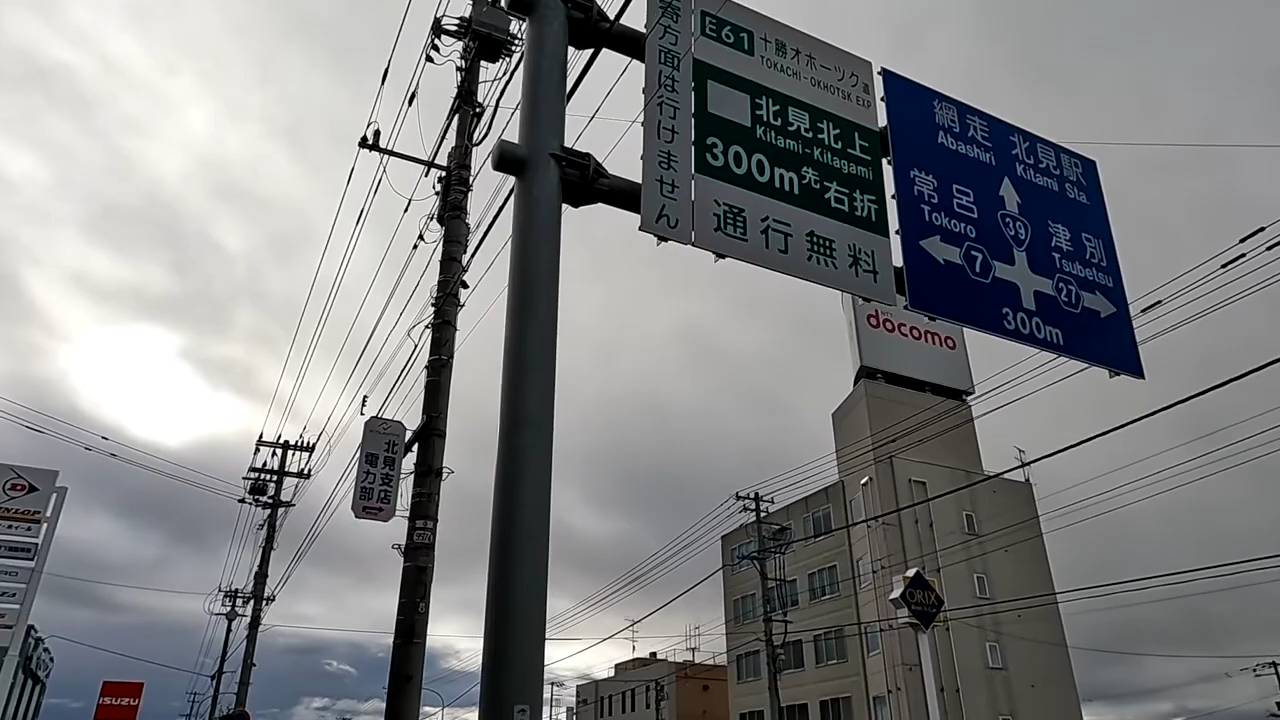 寿方面は行けません
E61 十勝オホーツク道
TOKACHI-OKHOTSK EXP
北見北上
Kitami-Kitagami
300m先右折
通行無料
網走 北見駅
Abashiri Kitami Sta.
常呂
Tokoro
39
津別
Tsubetsu
7
27
300m
NTT
docomo
北見支店
電力部
ORIX
DUNLOP
ISUZU